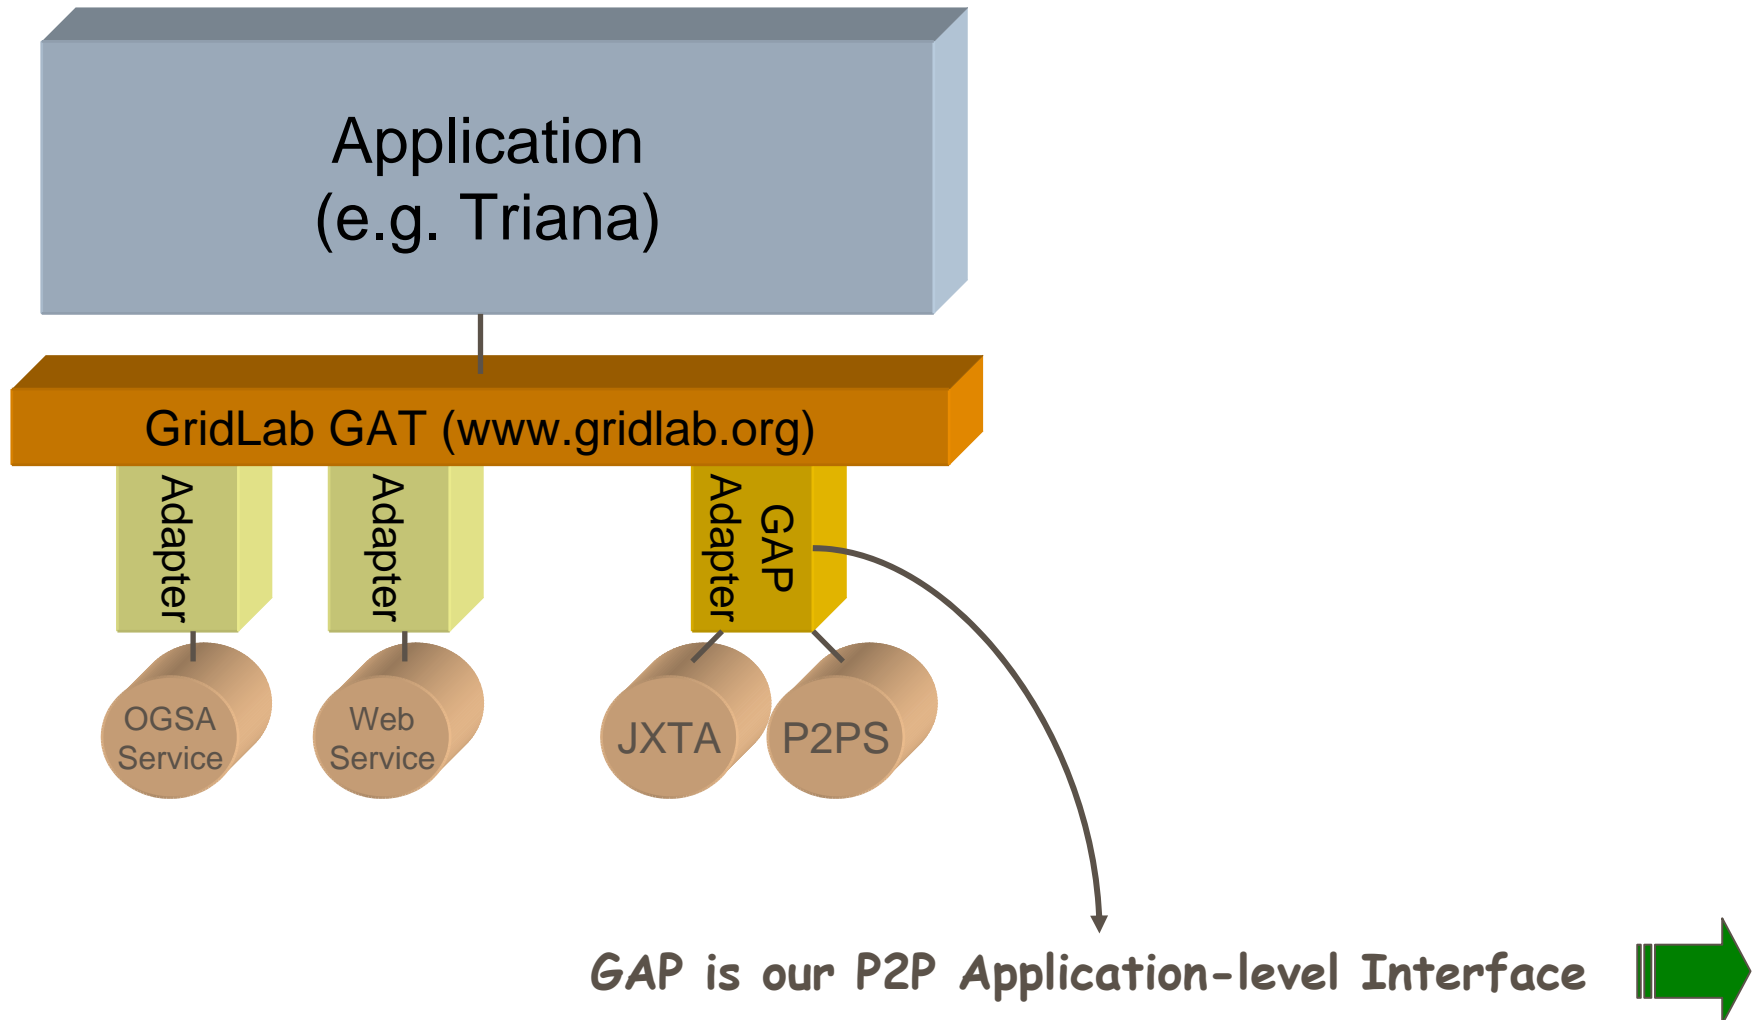 Application
(e.g. Triana)
GridLab GAT (www.gridlab.org)
Adapter
Adapter
GAP
Adapter
OGSA
Service
Web
Service
JXTA
P2PS
GAP is our P2P Application-level Interface